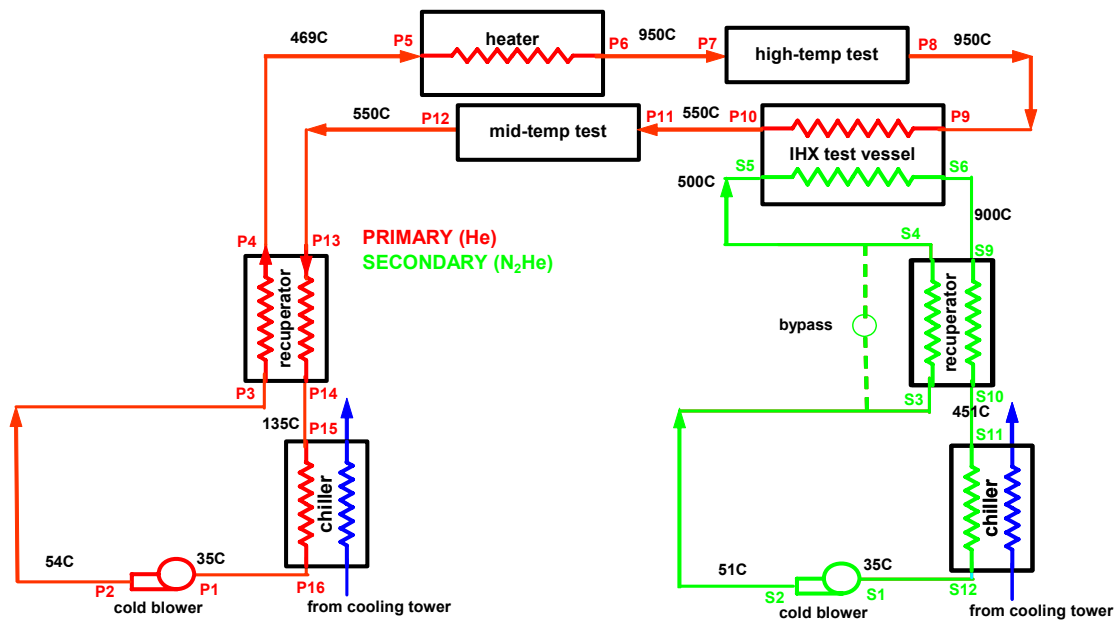 469C
P5
heater
P6
950C
P7
high-temp test
P8
950C
550C
P12
mid-temp test
P11
550C
P10
P9
IHX test vessel
S5
S6
500C
900C
P4
P13
PRIMARY (He)
SECONDARY (N₂He)
S4
S9
recuperator
bypass
recuperator
P3
P14
S3
S10
135C
P15
451C
S11
chiller
chiller
54C
35C
P2
P1
P16
cold blower
from cooling tower
51C
35C
S2
S1
S12
cold blower
from cooling tower